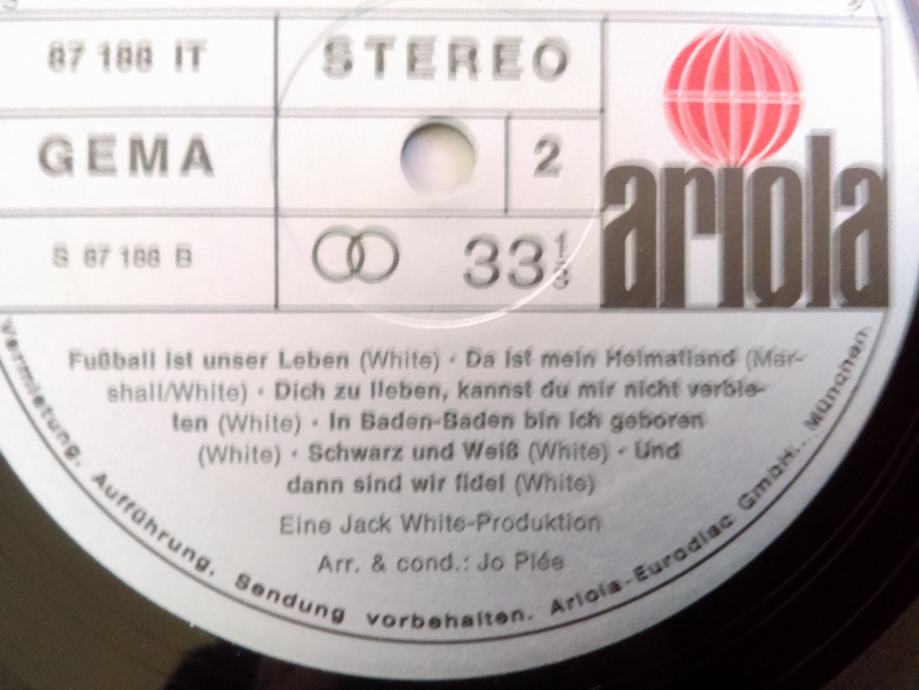 87 188 IT
STEREO
GEMA
2
S 87 188 B
33 1/3
ariola
Fußball ist unser Leben (White) · Da ist mein Heimatland (Mar-
shall/White) · Dich zu lieben, kannst du mir nicht verbie-
ten (White) · In Baden-Baden bin ich geboren
(White) · Schwarz und Weiß (White) · Und
dann sind wir fidel (White)
Eine Jack White-Produktion
Arr. & cond.: Jo Plée
Vermietung, Aufführung, Sendung vorbehalten. Ariola-Eurodisc GmbH., München